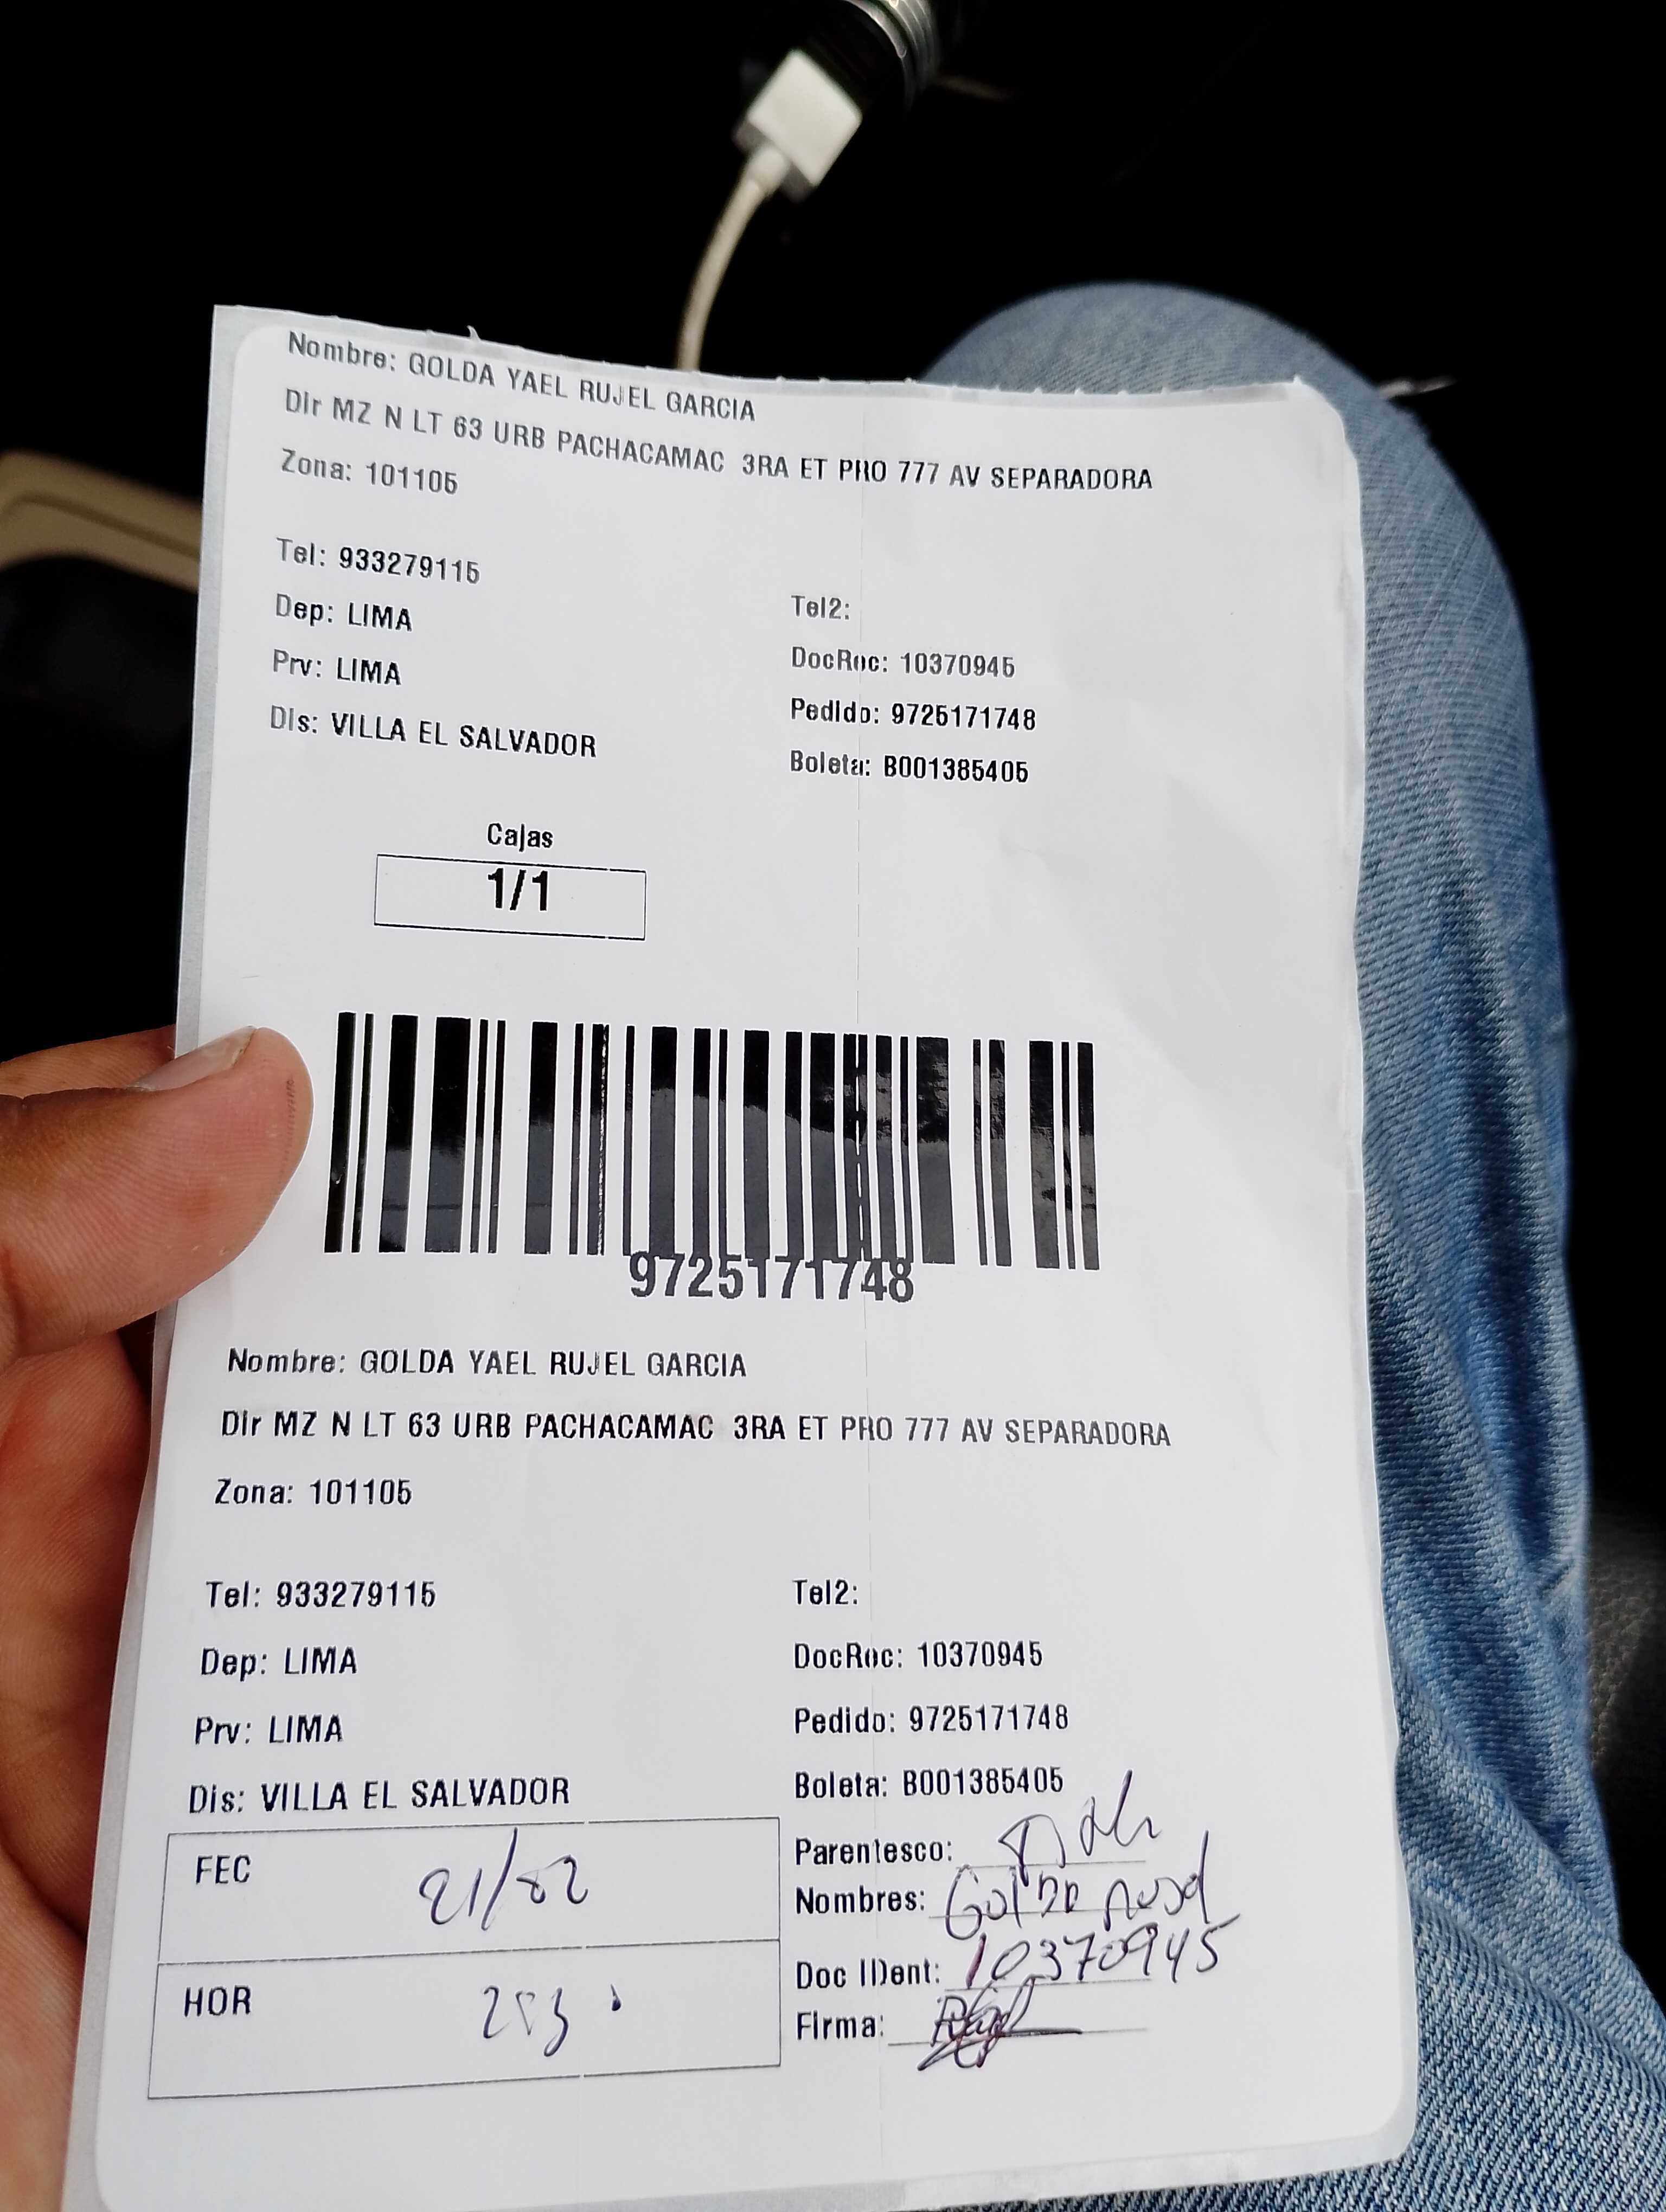 Nombre: GOLDA YAEL RUJEL GARCIA
Dir MZ N LT 63 URB PACHACAMAC 3RA ET PRO 777 AV SEPARADORA
Zona: 101105
Tel: 933279115
Tel2:
Dep: LIMA
DocRec: 10370945
Prv: LIMA
Pedido: 9725171748
Dis: VILLA EL SALVADOR
Boleta: B001385405
Cajas
1/1
9725171748
Nombre: GOLDA YAEL RUJEL GARCIA
Dir MZ N LT 63 URB PACHACAMAC 3RA ET PRO 777 AV SEPARADORA
Zona: 101105
Tel: 933279115
Tel2:
Dep: LIMA
DocRec: 10370945
Prv: LIMA
Pedido: 9725171748
Dis: VILLA EL SALVADOR
Boleta: B001385405
FEC 21/02
Parentesco:
Nombres:
Doc IDent: 10370945
HOR
Firma: